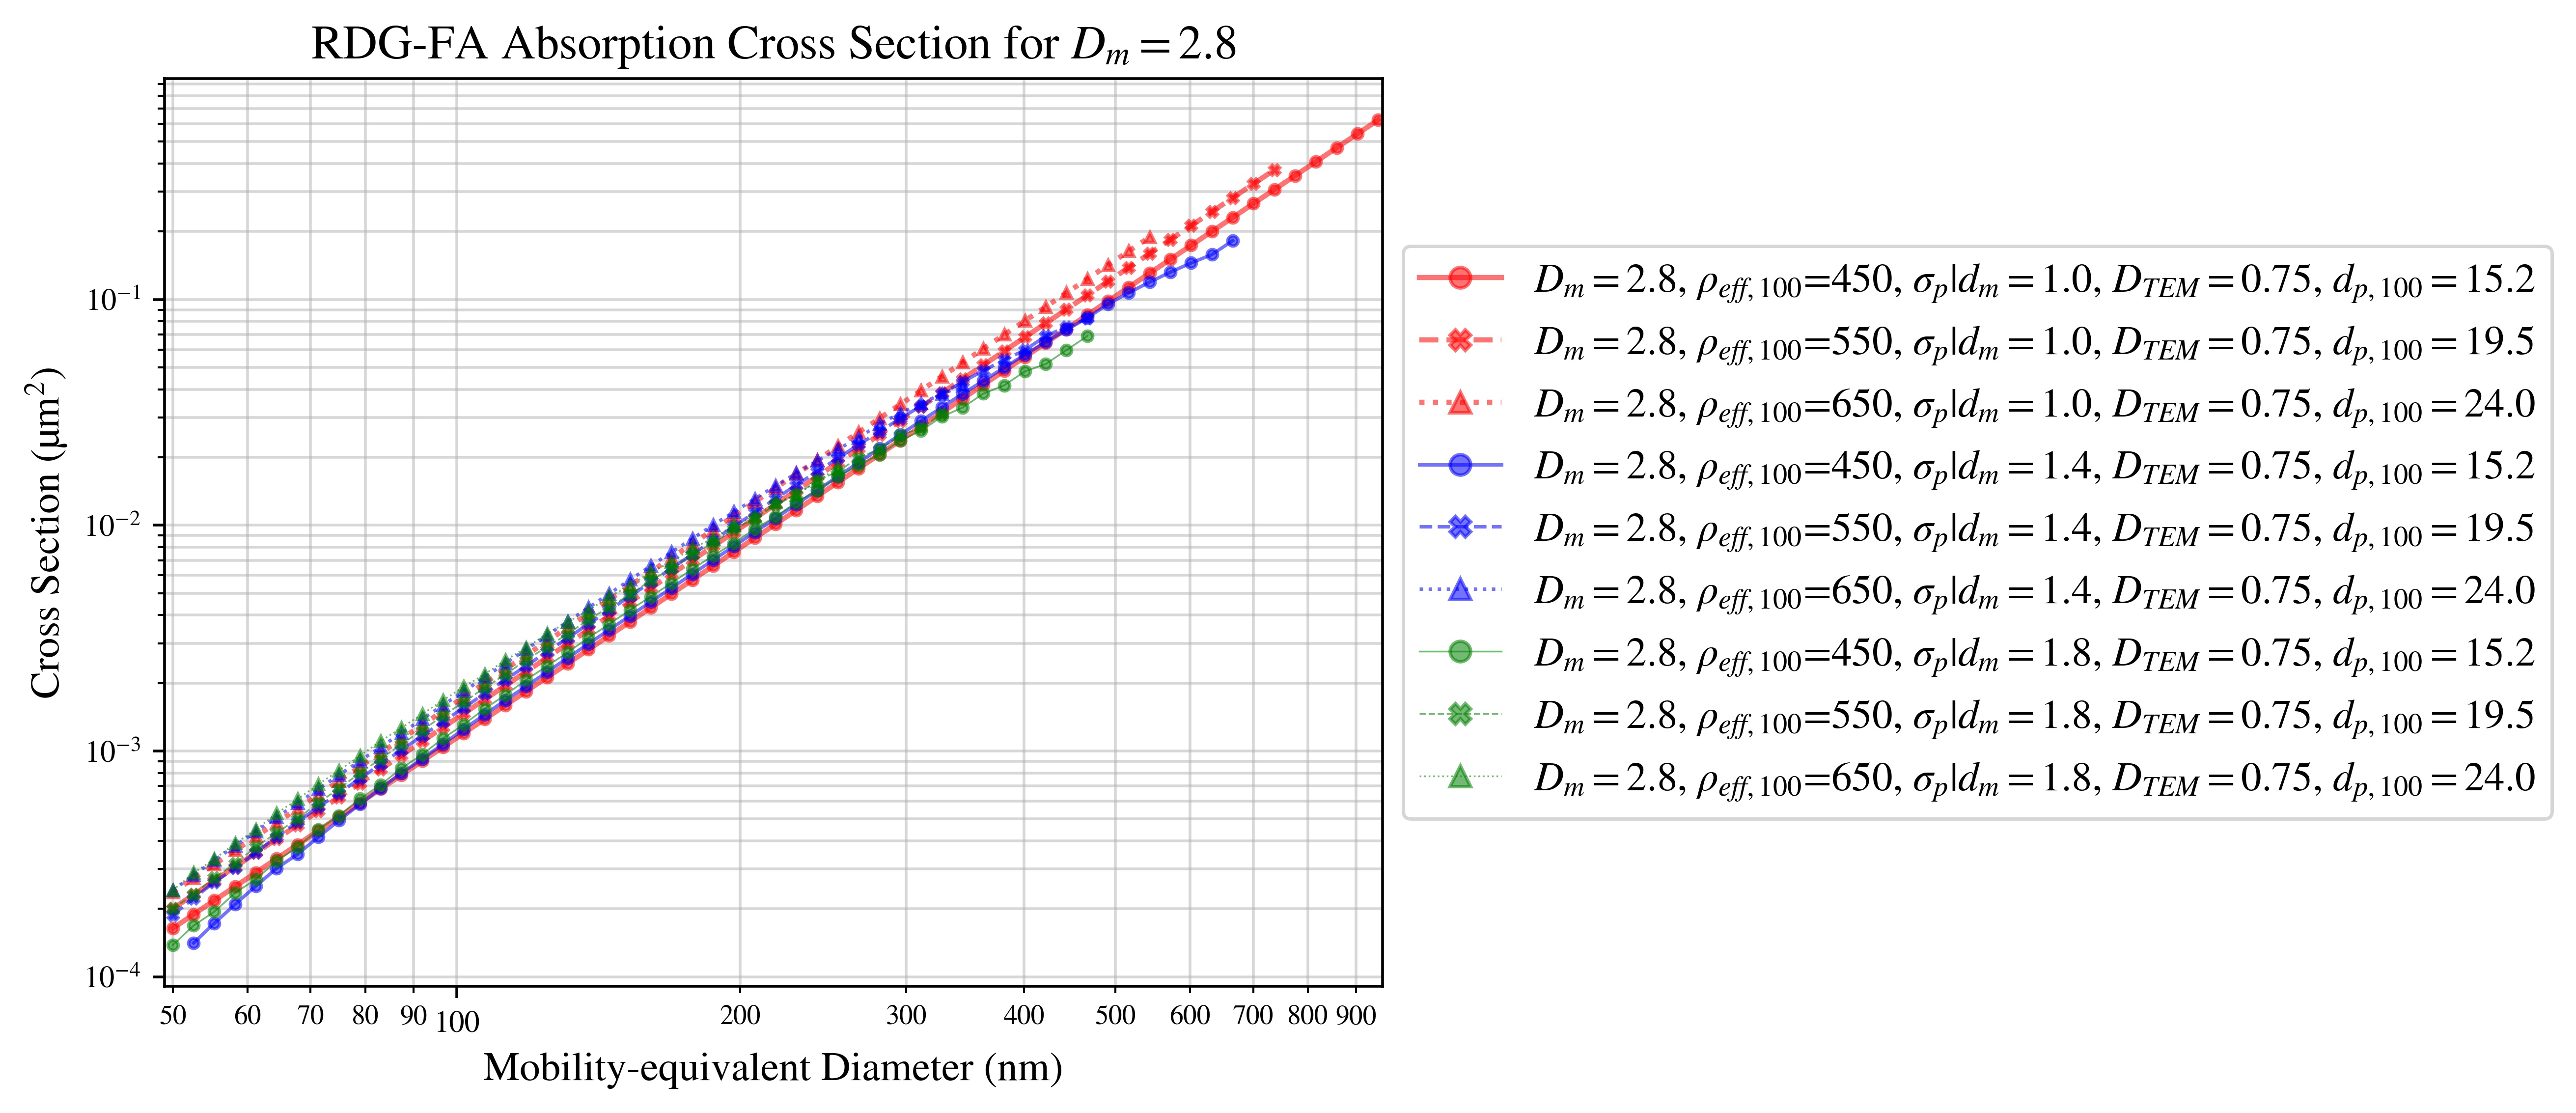 RDG-FA Absorption Cross Section for Dₘ = 2.8
Cross Section (µm²)
10⁻¹
10⁻²
10⁻³
10⁻⁴
50 60 70 80 90 100 200 300 400 500 600 700 800 900
Mobility-equivalent Diameter (nm)
D_m = 2.8, ρ_eff,100=450, σ_p|d_m = 1.0, D_TEM = 0.75, d_p,100 = 15.2
D_m = 2.8, ρ_eff,100=550, σ_p|d_m = 1.0, D_TEM = 0.75, d_p,100 = 19.5
D_m = 2.8, ρ_eff,100=650, σ_p|d_m = 1.0, D_TEM = 0.75, d_p,100 = 24.0
D_m = 2.8, ρ_eff,100=450, σ_p|d_m = 1.4, D_TEM = 0.75, d_p,100 = 15.2
D_m = 2.8, ρ_eff,100=550, σ_p|d_m = 1.4, D_TEM = 0.75, d_p,100 = 19.5
D_m = 2.8, ρ_eff,100=650, σ_p|d_m = 1.4, D_TEM = 0.75, d_p,100 = 24.0
D_m = 2.8, ρ_eff,100=450, σ_p|d_m = 1.8, D_TEM = 0.75, d_p,100 = 15.2
D_m = 2.8, ρ_eff,100=550, σ_p|d_m = 1.8, D_TEM = 0.75, d_p,100 = 19.5
D_m = 2.8, ρ_eff,100=650, σ_p|d_m = 1.8, D_TEM = 0.75, d_p,100 = 24.0